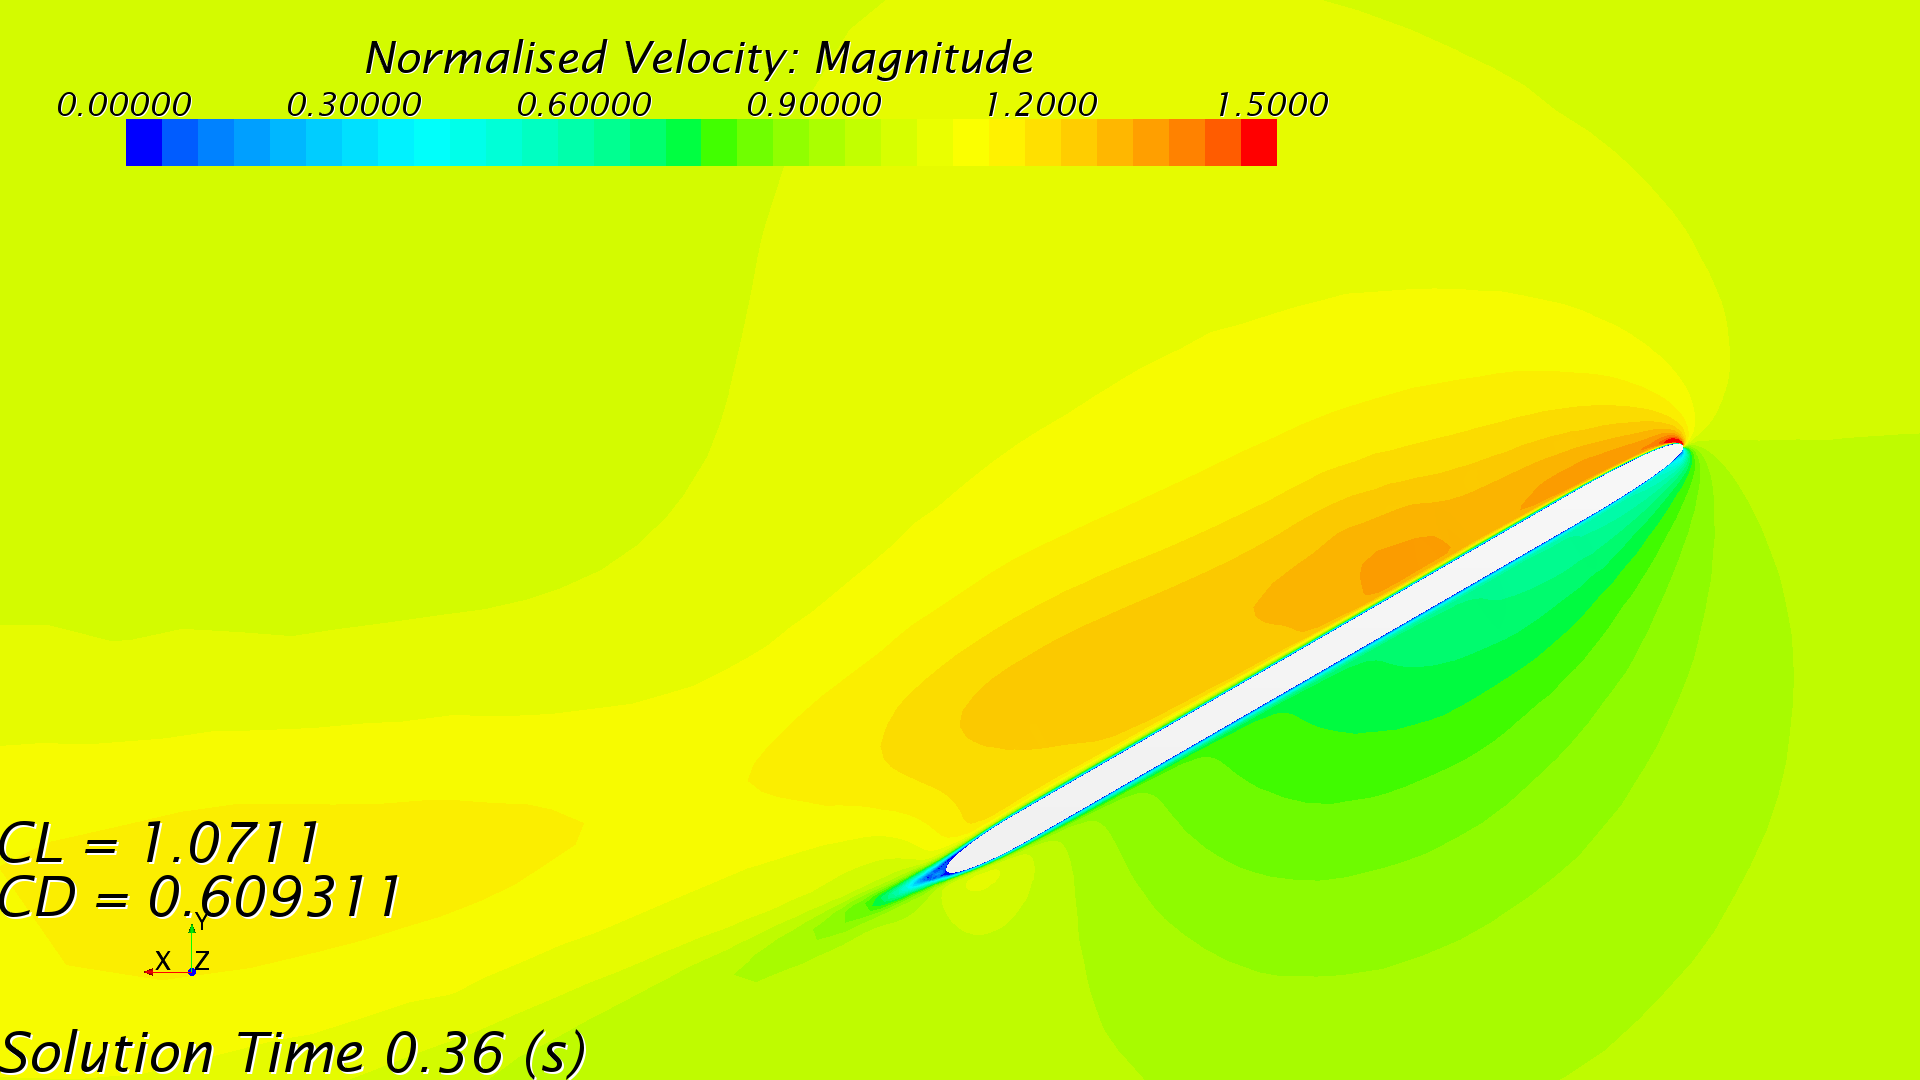 Normalised Velocity: Magnitude
0.00000 0.30000 0.60000 0.90000 1.2000 1.5000
CL = 1.0711
CD = 0.609311
Y
X Z
Solution Time 0.36 (s)